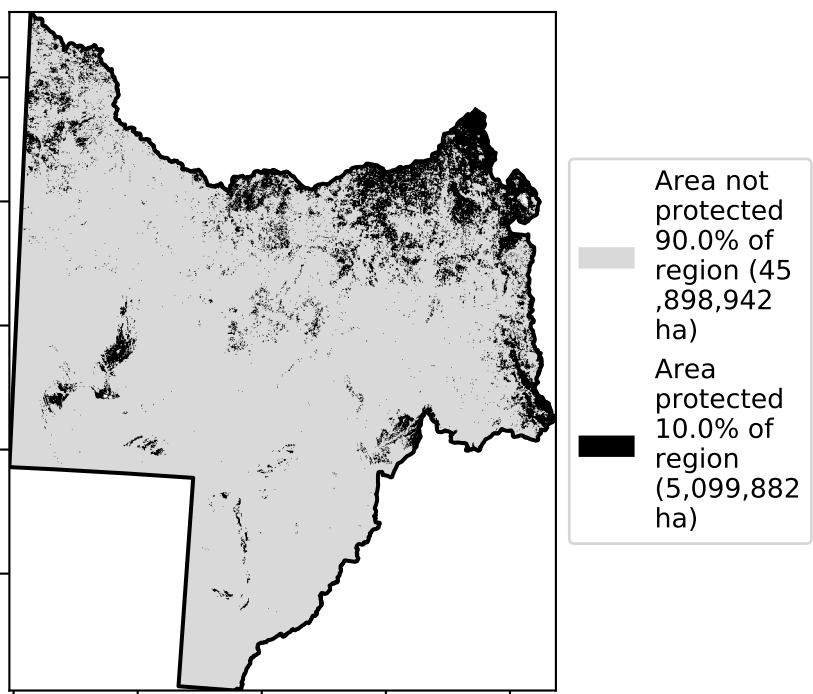 Area not
protected
90.0% of
region (45
,898,942
ha)
Area
protected
10.0% of
region
(5,099,882
ha)